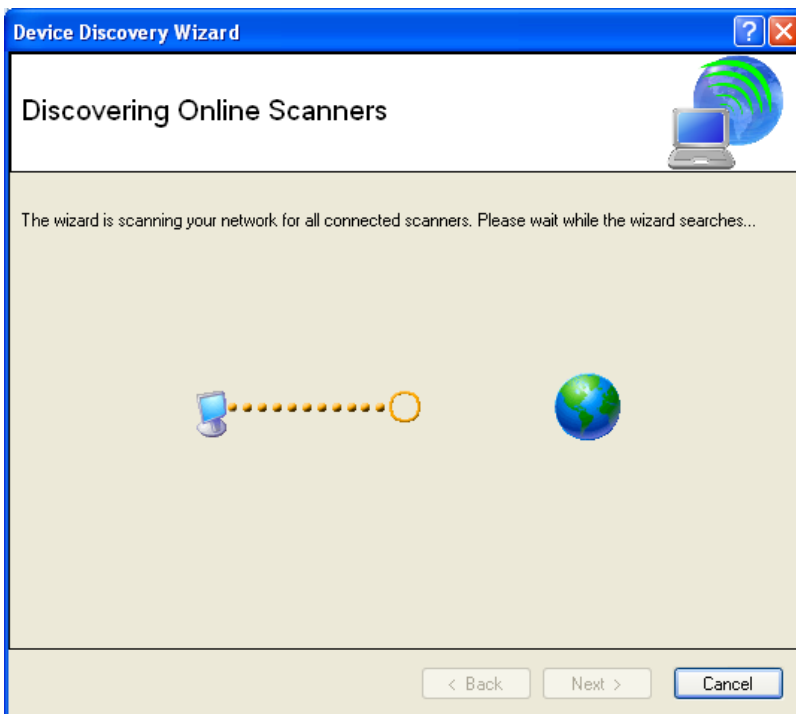 Device Discovery Wizard
Discovering Online Scanners
The wizard is scanning your network for all connected scanners. Please wait while the wizard searches...
< Back Next > Cancel